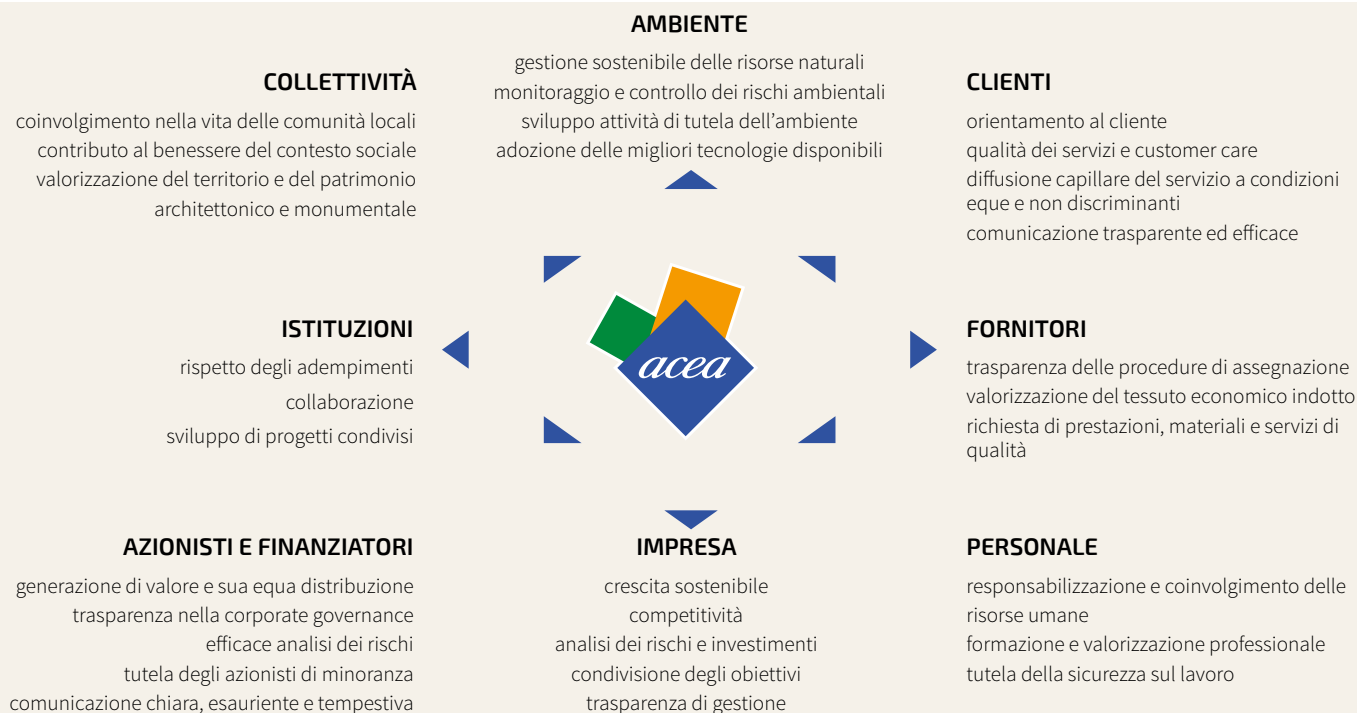 AMBIENTE
gestione sostenibile delle risorse naturali
monitoraggio e controllo dei rischi ambientali
sviluppo attività di tutela dell’ambiente
adozione delle migliori tecnologie disponibili
COLLETTIVITÀ
coinvolgimento nella vita delle comunità locali
contributo al benessere del contesto sociale
valorizzazione del territorio e del patrimonio
architettonico e monumentale
CLIENTI
orientamento al cliente
qualità dei servizi e customer care
diffusione capillare del servizio a condizioni
eque e non discriminanti
comunicazione trasparente ed efficace
ISTITUZIONI
rispetto degli adempimenti
collaborazione
sviluppo di progetti condivisi
acea
FORNITORI
trasparenza delle procedure di assegnazione
valorizzazione del tessuto economico indotto
richiesta di prestazioni, materiali e servizi di
qualità
AZIONISTI E FINANZIATORI
generazione di valore e sua equa distribuzione
trasparenza nella corporate governance
efficace analisi dei rischi
tutela degli azionisti di minoranza
comunicazione chiara, esauriente e tempestiva
IMPRESA
crescita sostenibile
competitività
analisi dei rischi e investimenti
condivisione degli obiettivi
trasparenza di gestione
PERSONALE
responsabilizzazione e coinvolgimento delle
risorse umane
formazione e valorizzazione professionale
tutela della sicurezza sul lavoro